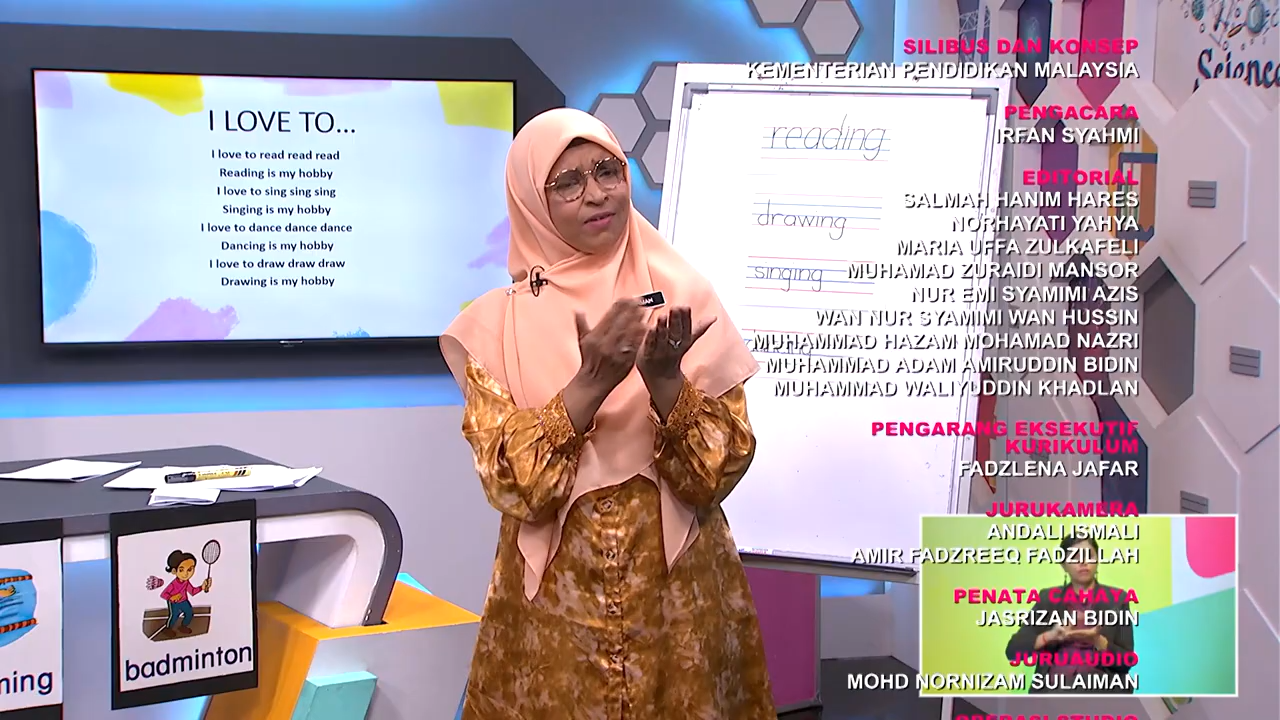 I LOVE TO...
I love to read read read
Reading is my hobby
I love to sing sing sing
Singing is my hobby
I love to dance dance dance
Dancing is my hobby
I love to draw draw draw
Drawing is my hobby
reading
drawing
singing
Science
badminton
ning
SILIBUS DAN KONSEP
KEMENTERIAN PENDIDIKAN MALAYSIA
PENGACARA
IRFAN SYAHMI
EDITORIAL
SALMAH HANIM HARES
NORHAYATI YAHYA
MARIA UFFA ZULKAFELI
MUHAMAD ZURAIDI MANSOR
NUR EMI SYAMIMI AZIS
WAN NUR SYAMIMI WAN HUSSIN
MUHAMMAD HAZAM MOHAMAD NAZRI
MUHAMMAD ADAM AMIRUDDIN BIDIN
MUHAMMAD WALIYUDDIN KHADLAN
PENGARANG EKSEKUTIF
KURIKULUM
FADZLENA JAFAR
JURUKAMERA
ANDALI ISMALI
AMIR FADZREEQ FADZILLAH
PENATA CAHAYA
JASRIZAN BIDIN
JURUAUDIO
MOHD NORNIZAM SULAIMAN
OPERASI STUDIO